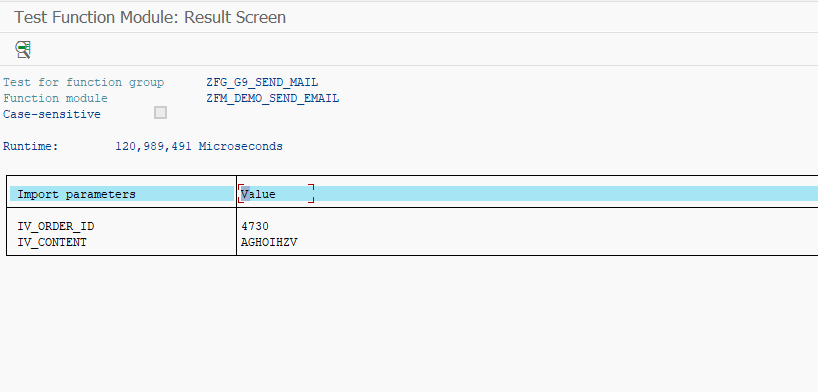 Test Function Module: Result Screen
Test for function group ZFG_G9_SEND_MAIL
Function module ZFM_DEMO_SEND_EMAIL
Case-sensitive
Runtime: 120,989,491 Microseconds
Import parameters Value
IV_ORDER_ID 4730
IV_CONTENT AGHOIHZV